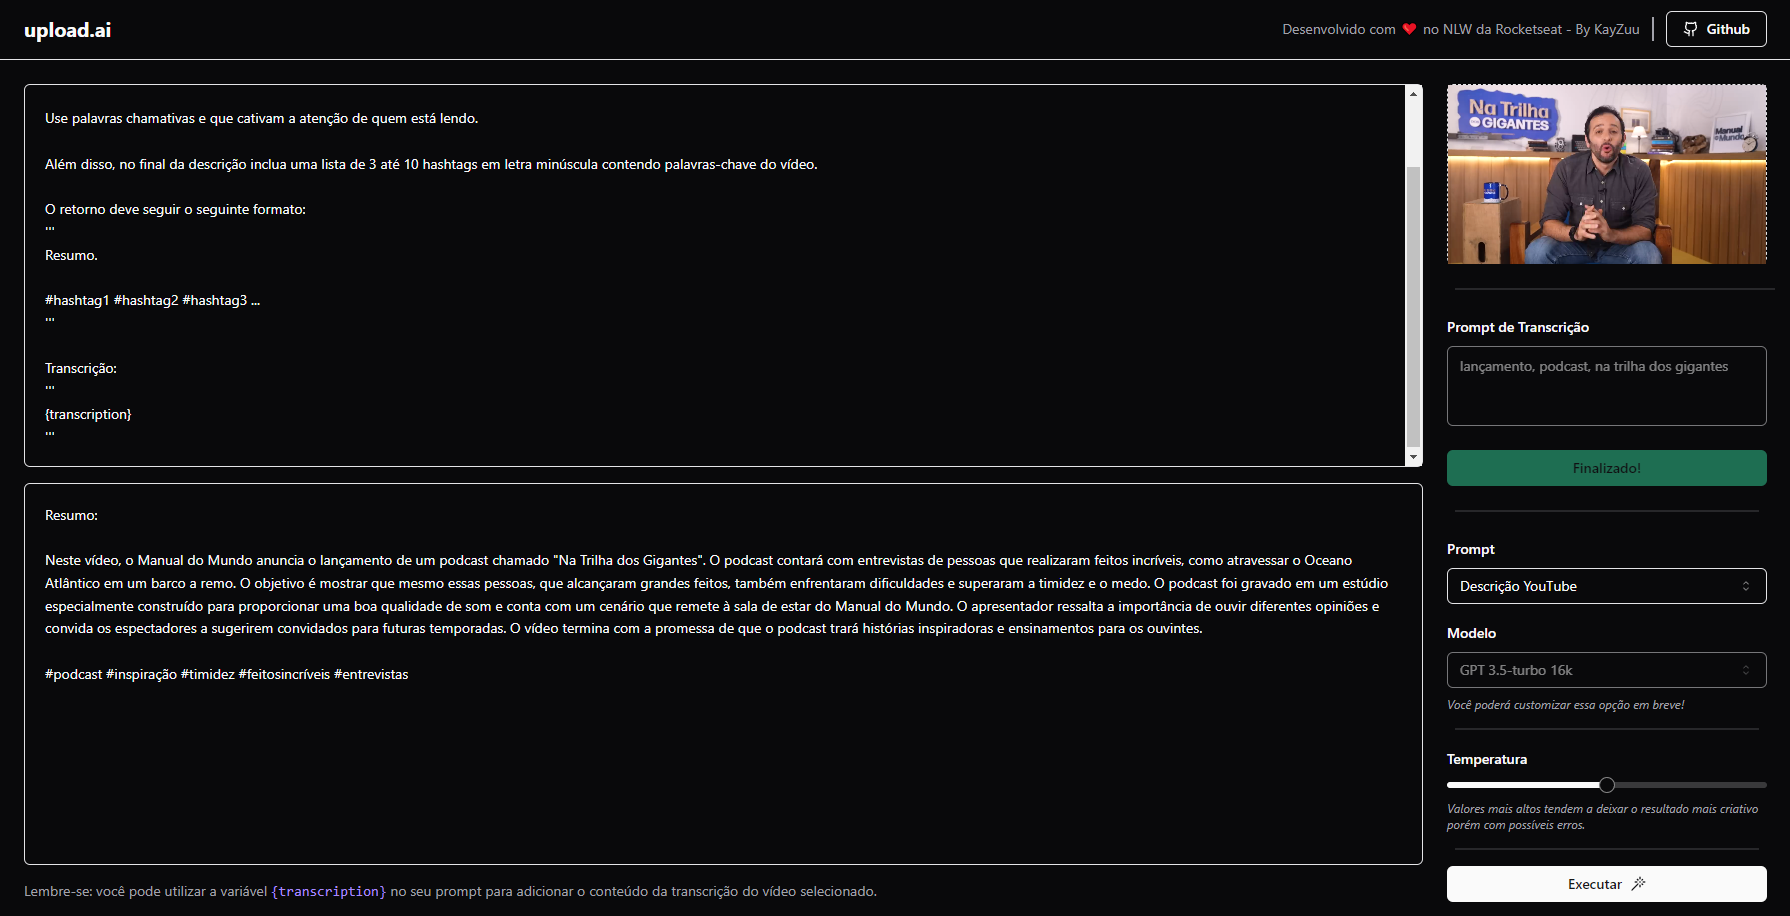 upload.ai
Desenvolvido com ❤️ no NLW da Rocketseat - By KayZuu
Github
Use palavras chamativas e que cativam a atenção de quem está lendo.
Além disso, no final da descrição inclua uma lista de 3 até 10 hashtags em letra minúscula contendo palavras-chave do vídeo.
O retorno deve seguir o seguinte formato:
'''
Resumo.
#hashtag1 #hashtag2 #hashtag3 ...
'''
Transcrição:
'''
{transcription}
'''
Resumo:
Neste vídeo, o Manual do Mundo anuncia o lançamento de um podcast chamado "Na Trilha dos Gigantes". O podcast contará com entrevistas de pessoas que realizaram feitos incríveis, como atravessar o Oceano
Atlântico em um barco a remo. O objetivo é mostrar que mesmo essas pessoas, que alcançaram grandes feitos, também enfrentaram dificuldades e superaram a timidez e o medo. O podcast foi gravado em um estúdio
especialmente construído para proporcionar uma boa qualidade de som e conta com um cenário que remete à sala de estar do Manual do Mundo. O apresentador ressalta a importância de ouvir diferentes opiniões e
convida os espectadores a sugerirem convidados para futuras temporadas. O vídeo termina com a promessa de que o podcast trará histórias inspiradoras e ensinamentos para os ouvintes.
#podcast #inspiração #timidez #feitosincríveis #entrevistas
Lembre-se: você pode utilizar a variável {transcription} no seu prompt para adicionar o conteúdo da transcrição do vídeo selecionado.
Na Trilha
GIGANTES
Manual
Mundo
Prompt de Transcrição
lançamento, podcast, na trilha dos gigantes
Finalizado!
Prompt
Descrição YouTube
Modelo
GPT 3.5-turbo 16k
Você poderá customizar essa opção em breve!
Temperatura
Valores mais altos tendem a deixar o resultado mais criativo
porém com possíveis erros.
Executar